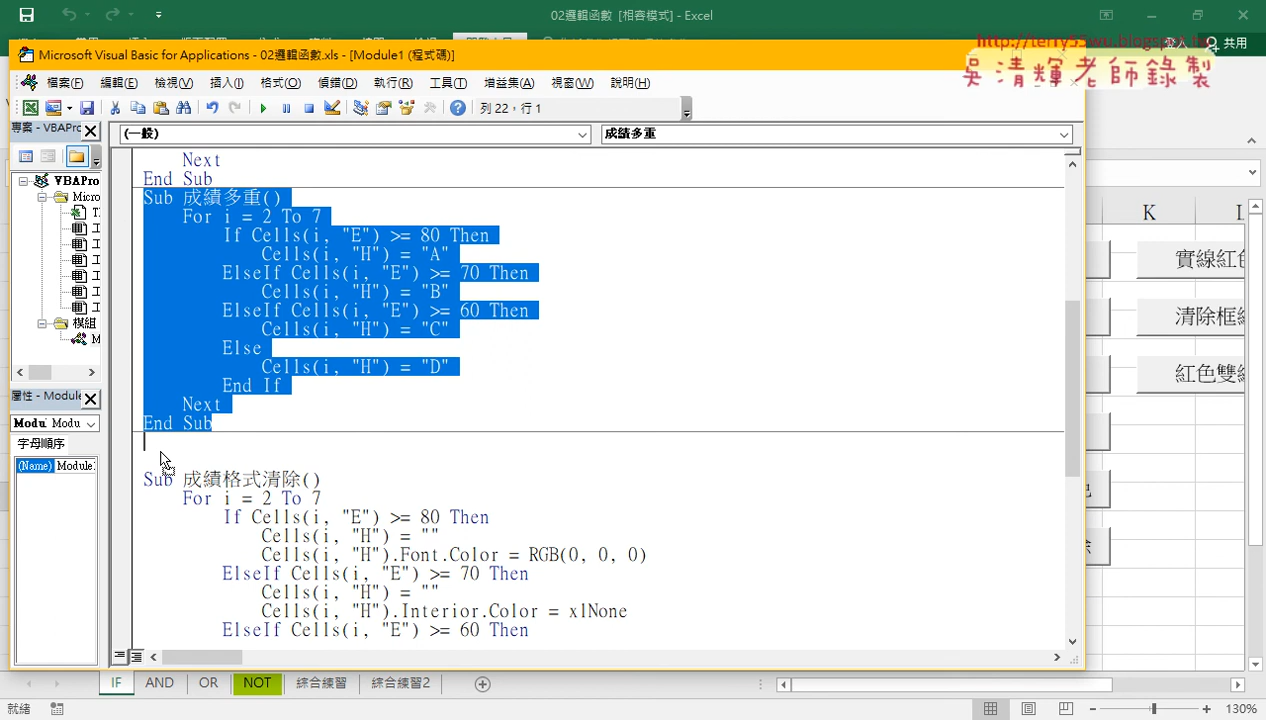 02邏輯函數 [相容模式] - Excel
http://terry55wu.blogspot.tw
登入
共用
吳清輝老師錄製
Microsoft Visual Basic for Applications - 02邏輯函數.xls - [Module1 (程式碼)]
檔案(F) 編輯(E) 檢視(V) 插入(I) 格式(O) 偵錯(D) 執行(R) 工具(T) 增益集(A) 視窗(W) 說明(H)
列 22，行 1
專案 - VBAPro
(一般)
成績多重
VBAPro
Micro
模組
屬性 - Module
Modu Modu
字母順序
(Name) Module
Next
End Sub
Sub 成績多重()
For i = 2 To 7
If Cells(i, "E") >= 80 Then
Cells(i, "H") = "A"
ElseIf Cells(i, "E") >= 70 Then
Cells(i, "H") = "B"
ElseIf Cells(i, "E") >= 60 Then
Cells(i, "H") = "C"
Else
Cells(i, "H") = "D"
End If
Next
End Sub
Sub 成績格式清除()
For i = 2 To 7
If Cells(i, "E") >= 80 Then
Cells(i, "H") = ""
Cells(i, "H").Font.Color = RGB(0, 0, 0)
ElseIf Cells(i, "E") >= 70 Then
Cells(i, "H") = ""
Cells(i, "H").Interior.Color = xlNone
ElseIf Cells(i, "E") >= 60 Then
K
L
實線紅色
清除框線
紅色雙線
IF AND OR NOT 綜合練習 綜合練習2
就緒
130%